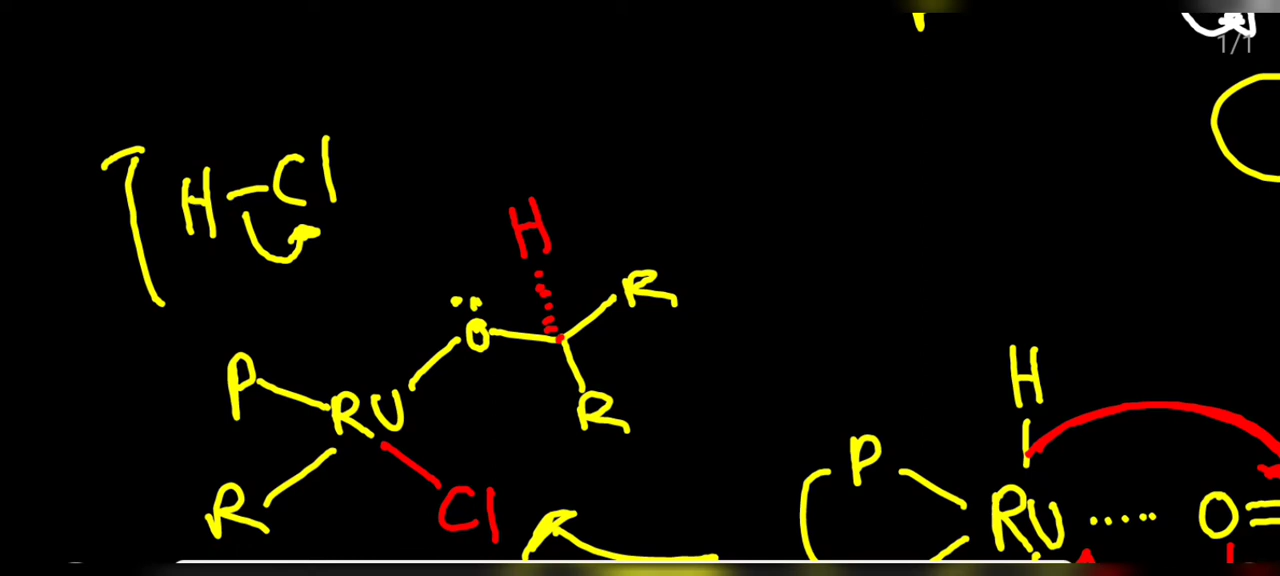 1/1
H-Cl
H
R
O
P
RU
R
R
Cl
H
P
RU ..... O=